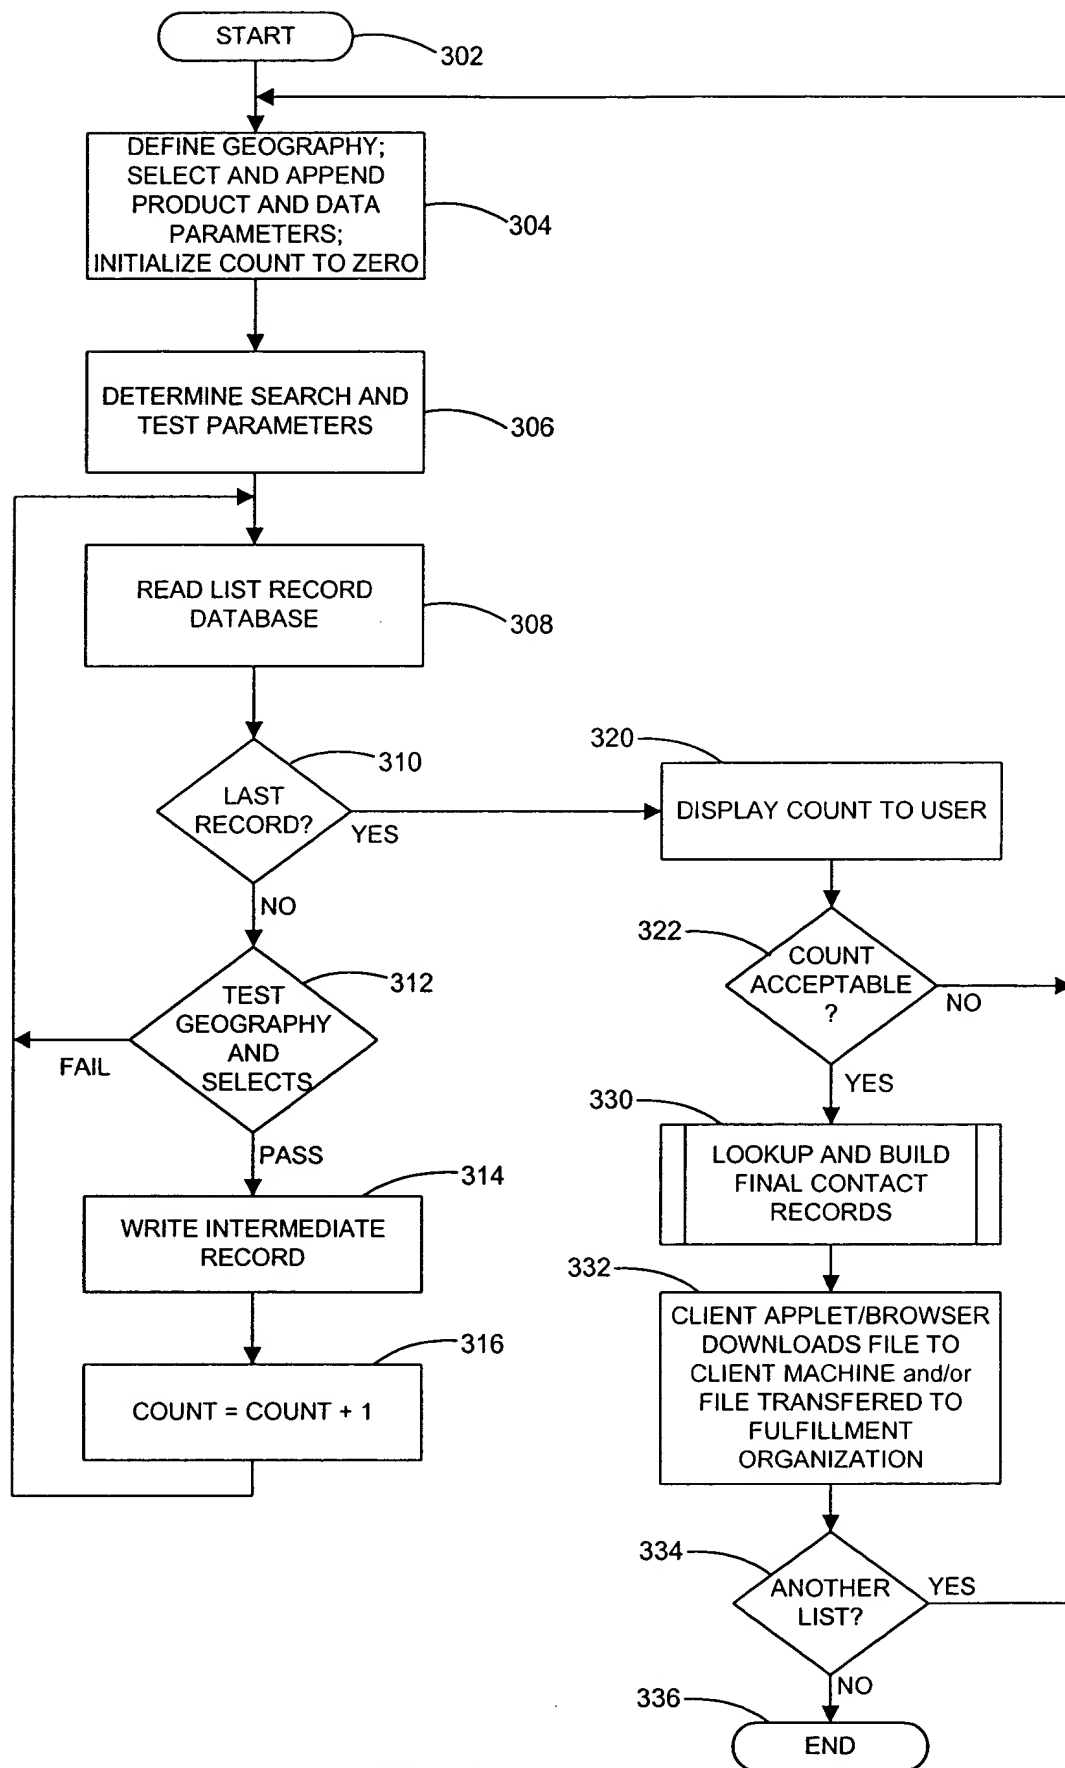 START
302
DEFINE GEOGRAPHY;
SELECT AND APPEND
PRODUCT AND DATA
PARAMETERS;
INITIALIZE COUNT TO ZERO
304
DETERMINE SEARCH AND
TEST PARAMETERS
306
READ LIST RECORD
DATABASE
308
LAST
RECORD?
310
YES
NO
TEST
GEOGRAPHY
AND
SELECTS
312
FAIL
PASS
WRITE INTERMEDIATE
RECORD
314
COUNT = COUNT + 1
316
320
DISPLAY COUNT TO USER
322
COUNT
ACCEPTABLE
?
NO
YES
330
LOOKUP AND BUILD
FINAL CONTACT
RECORDS
332
CLIENT APPLET/BROWSER
DOWNLOADS FILE TO
CLIENT MACHINE and/or
FILE TRANSFERED TO
FULFILLMENT
ORGANIZATION
334
ANOTHER
LIST?
YES
NO
336
END